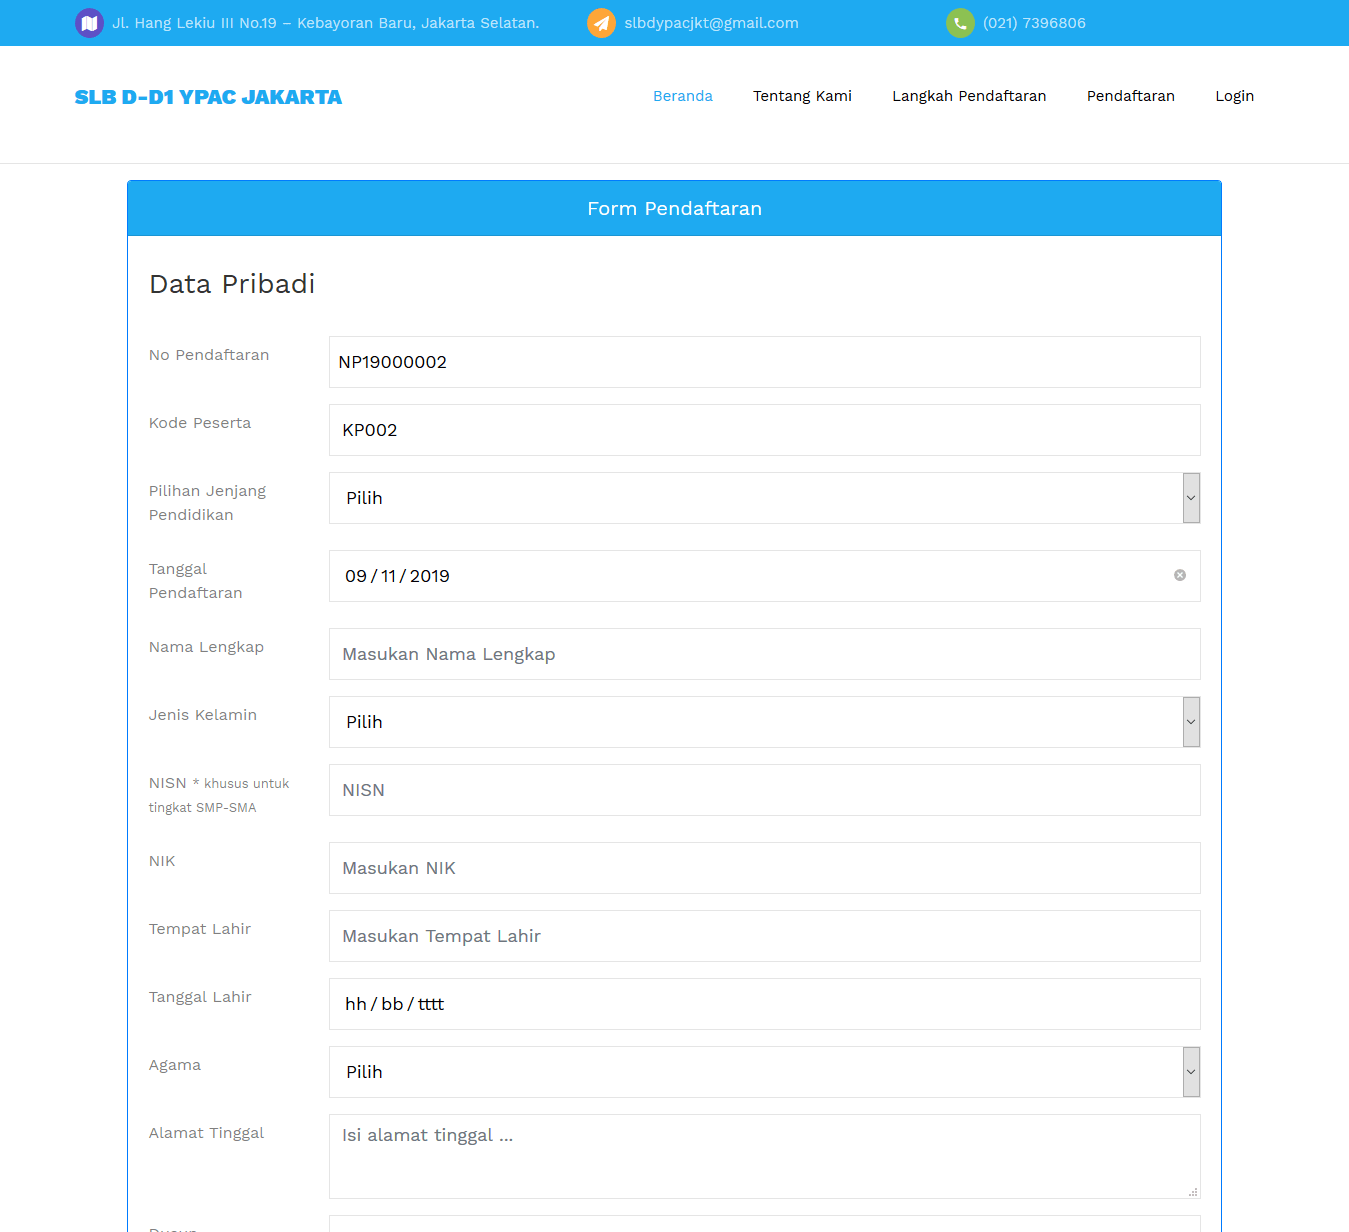 Jl. Hang Lekiu III No.19 – Kebayoran Baru, Jakarta Selatan. slbdypacjkt@gmail.com (021) 7396806
SLB D-D1 YPAC JAKARTA Beranda Tentang Kami Langkah Pendaftaran Pendaftaran Login
Form Pendaftaran
Data Pribadi
No Pendaftaran NP19000002
Kode Peserta KP002
Pilihan Jenjang Pendidikan Pilih
Tanggal Pendaftaran 09 / 11 / 2019
Nama Lengkap Masukan Nama Lengkap
Jenis Kelamin Pilih
NISN * khusus untuk tingkat SMP-SMA NISN
NIK Masukan NIK
Tempat Lahir Masukan Tempat Lahir
Tanggal Lahir hh / bb / tttt
Agama Pilih
Alamat Tinggal Isi alamat tinggal ...